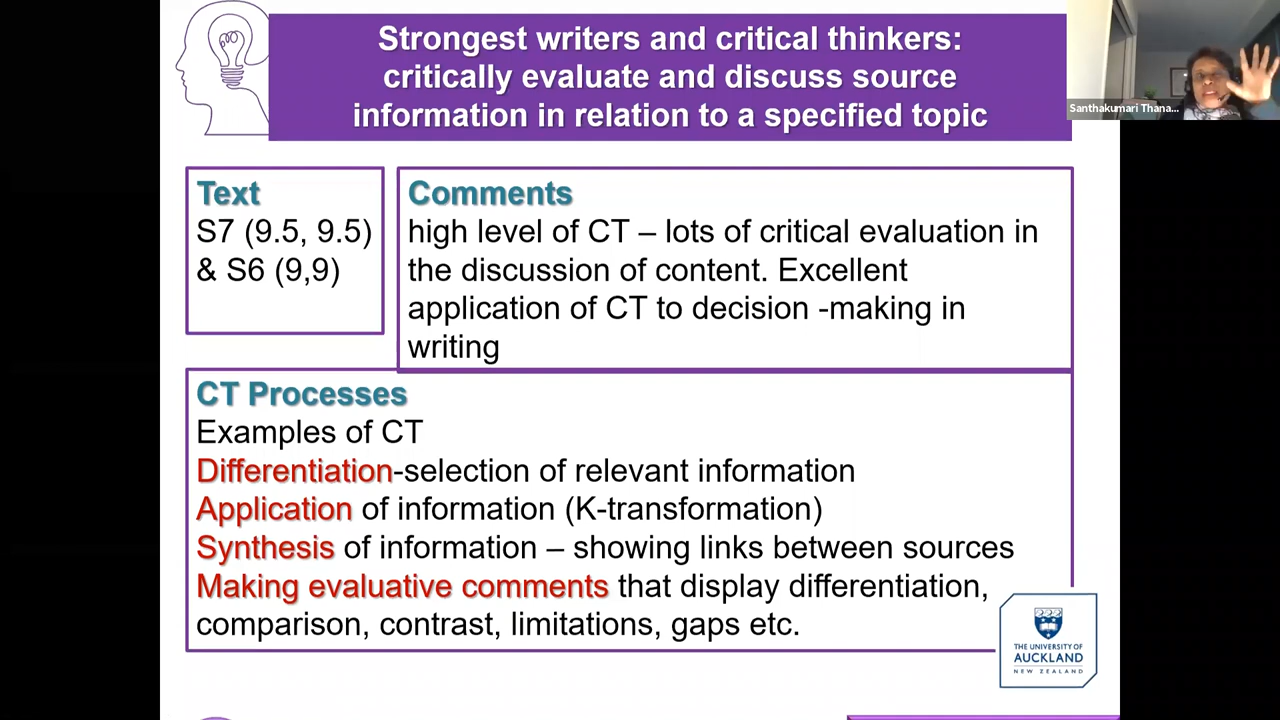 Strongest writers and critical thinkers:
critically evaluate and discuss source
information in relation to a specified topic
Santhakumari Thana...
Text
S7 (9.5, 9.5)
& S6 (9,9)
Comments
high level of CT – lots of critical evaluation in
the discussion of content. Excellent
application of CT to decision -making in
writing
CT Processes
Examples of CT
Differentiation-selection of relevant information
Application of information (K-transformation)
Synthesis of information – showing links between sources
Making evaluative comments that display differentiation,
comparison, contrast, limitations, gaps etc.
THE UNIVERSITY OF
AUCKLAND
NEW ZEALAND